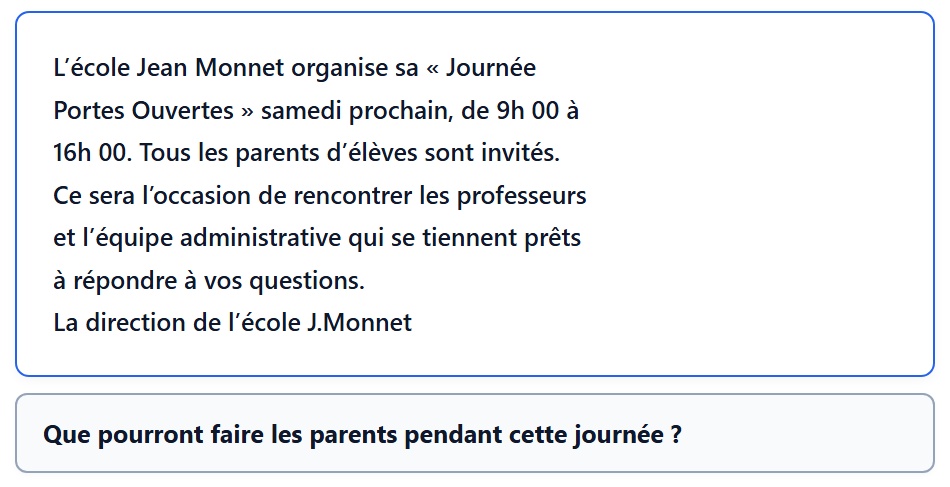 L’école Jean Monnet organise sa « Journée
Portes Ouvertes » samedi prochain, de 9h 00 à
16h 00. Tous les parents d’élèves sont invités.
Ce sera l’occasion de rencontrer les professeurs
et l’équipe administrative qui se tiennent prêts
à répondre à vos questions.
La direction de l’école J.Monnet
Que pourront faire les parents pendant cette journée ?